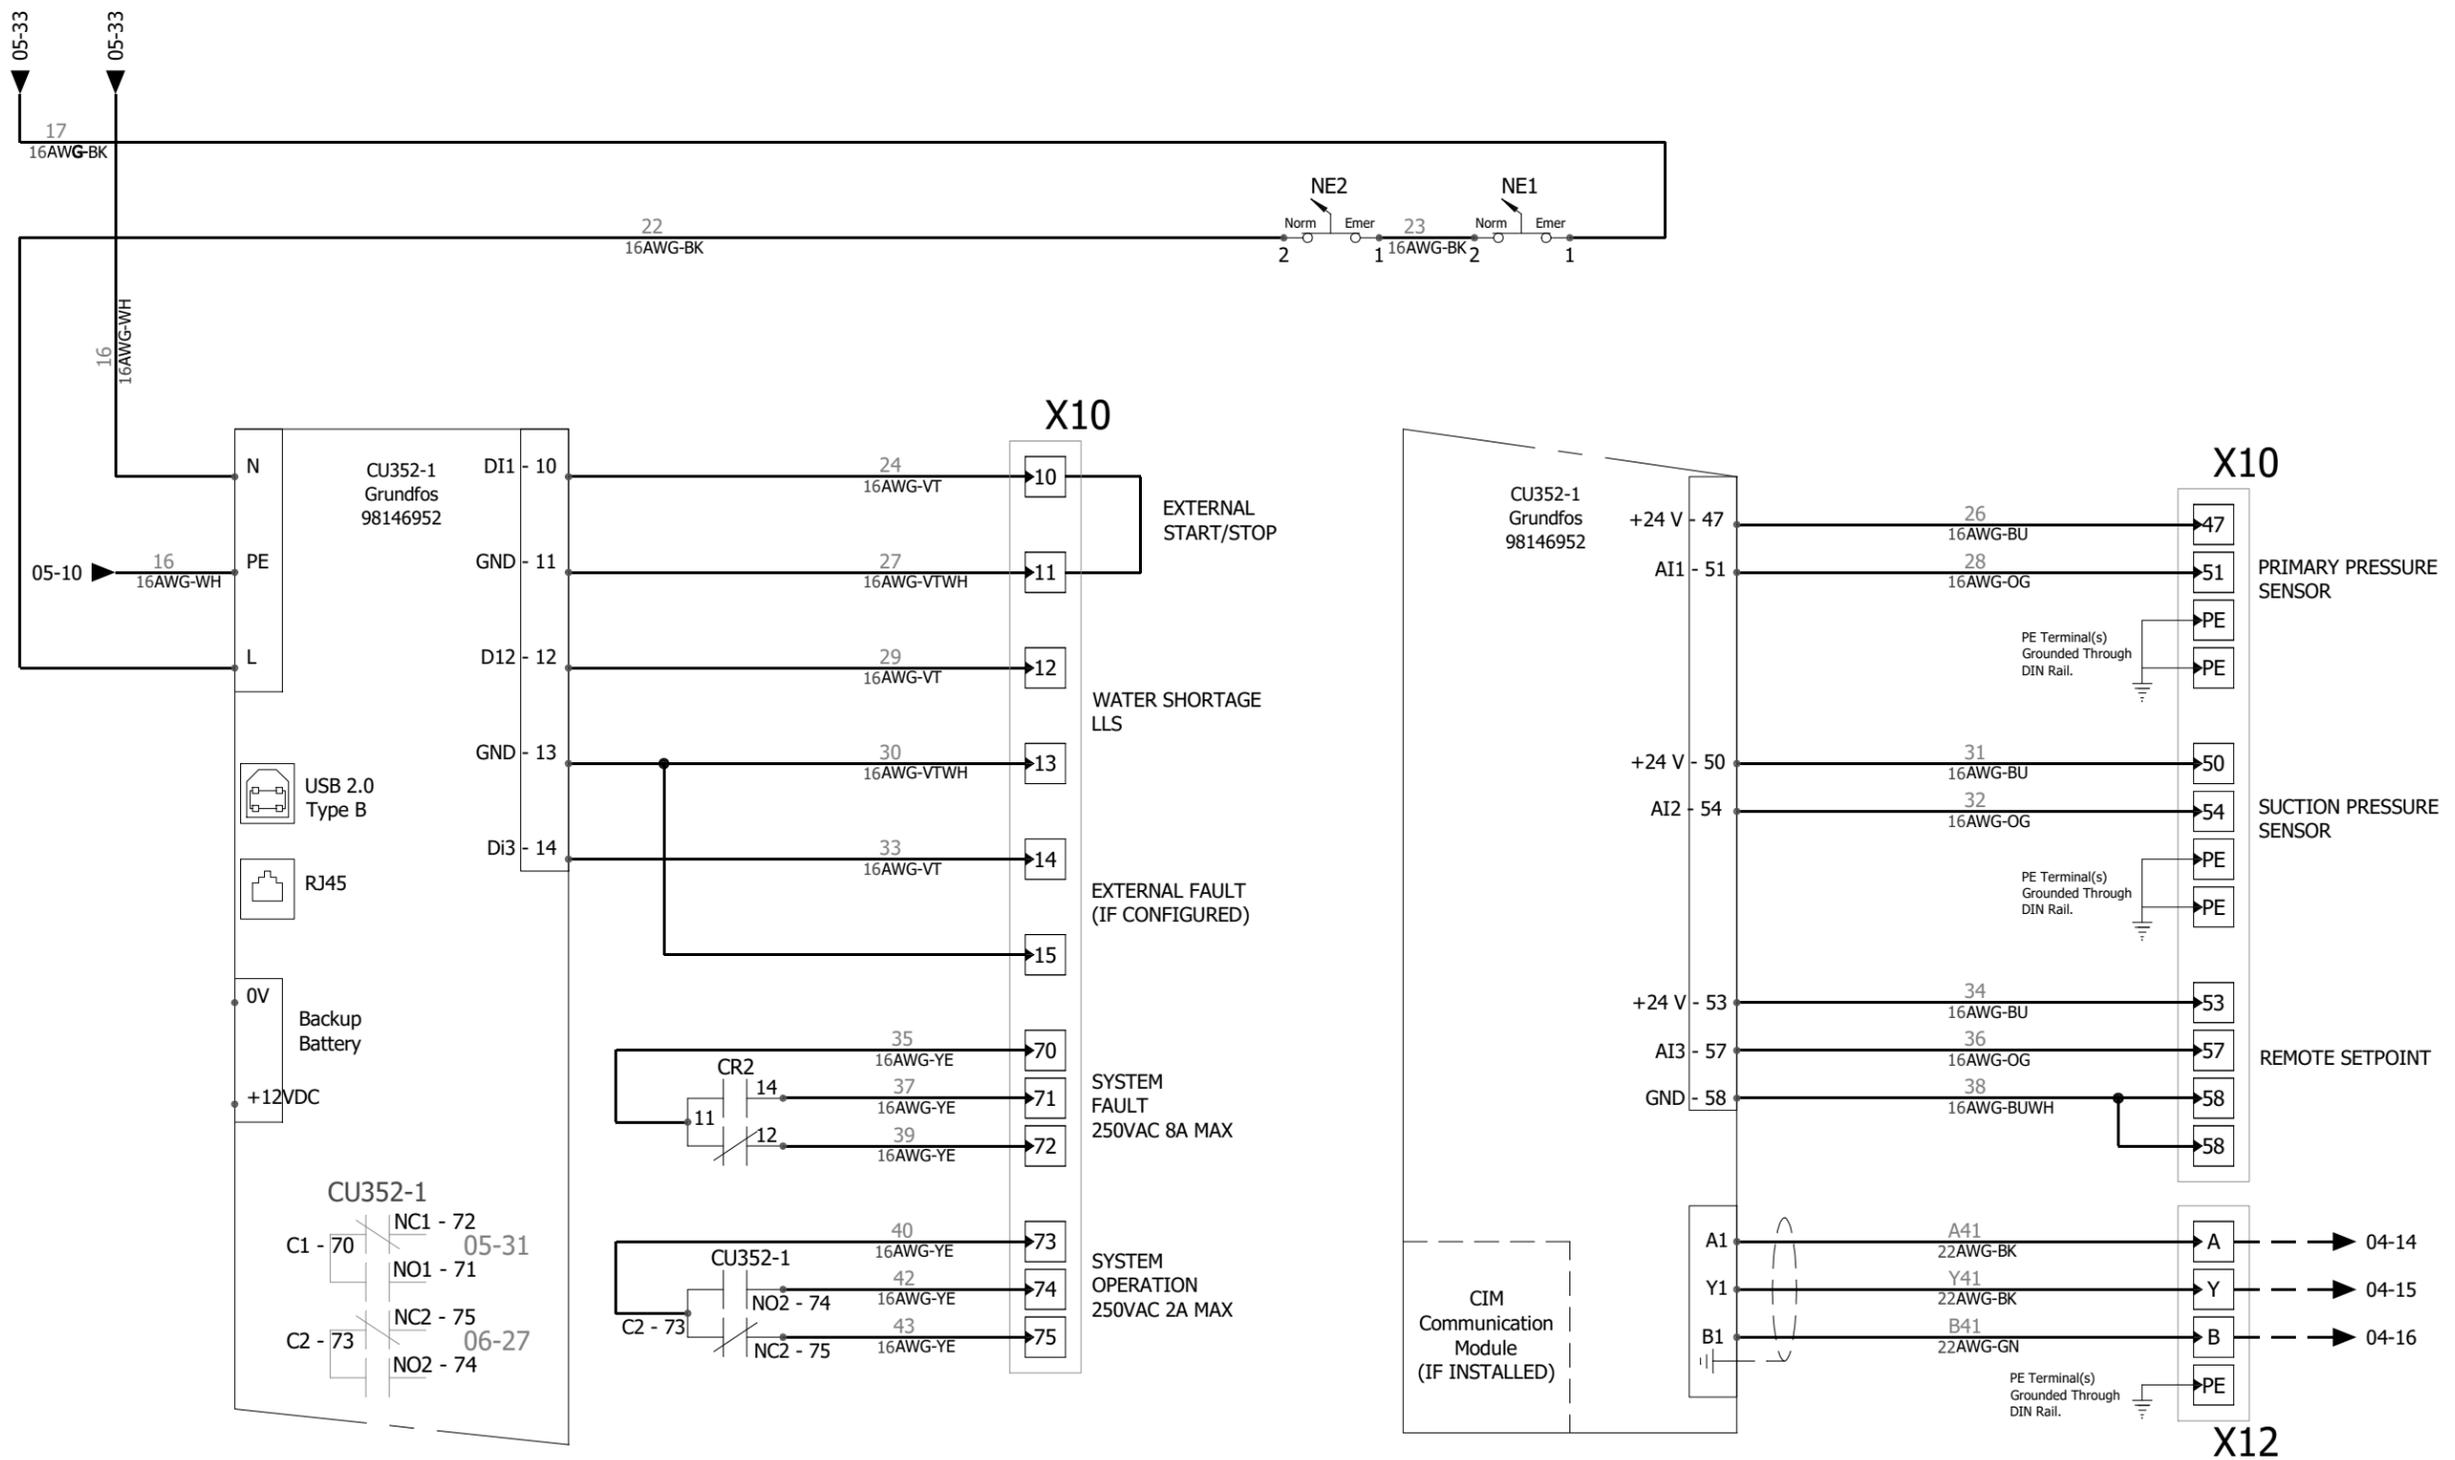 05-33
05-33
17
16AWG-BK
NE2
NE1
Norm
Emer
Norm
Emer
22
16AWG-BK
23
16AWG-BK
2
1
2
1
16
16AWG-WH
X10
N
CU352-1
Grundfos
98146952
DI1 - 10
24
16AWG-VT
10
EXTERNAL
START/STOP
05-10
16
16AWG-WH
PE
GND - 11
27
16AWG-VTWH
11
L
D12 - 12
29
16AWG-VT
12
WATER SHORTAGE
LLS
GND - 13
30
16AWG-VTWH
13
USB 2.0
Type B
Di3 - 14
33
16AWG-VT
14
RJ45
EXTERNAL FAULT
(IF CONFIGURED)
15
0V
Backup
Battery
+12VDC
35
16AWG-YE
70
CR2
14
37
16AWG-YE
71
11
12
39
16AWG-YE
72
SYSTEM
FAULT
250VAC 8A MAX
CU352-1
NC1 - 72
C1 - 70
05-31
NO1 - 71
NC2 - 75
C2 - 73
06-27
NO2 - 74
40
16AWG-YE
73
CU352-1
42
16AWG-YE
74
NO2 - 74
C2 - 73
43
16AWG-YE
75
NC2 - 75
SYSTEM
OPERATION
250VAC 2A MAX
X10
CU352-1
Grundfos
98146952
+24 V - 47
26
16AWG-BU
47
AI1 - 51
28
16AWG-OG
51
PRIMARY PRESSURE
SENSOR
PE
PE Terminal(s)
Grounded Through
DIN Rail.
PE
+24 V - 50
31
16AWG-BU
50
AI2 - 54
32
16AWG-OG
54
SUCTION PRESSURE
SENSOR
PE
PE Terminal(s)
Grounded Through
DIN Rail.
PE
+24 V - 53
34
16AWG-BU
53
AI3 - 57
36
16AWG-OG
57
REMOTE SETPOINT
GND - 58
38
16AWG-BUWH
58
58
A1
A41
22AWG-BK
A
04-14
Y1
Y41
22AWG-BK
Y
04-15
B1
B41
22AWG-GN
B
04-16
CIM
Communication
Module
(IF INSTALLED)
PE Terminal(s)
Grounded Through
DIN Rail.
PE
X12